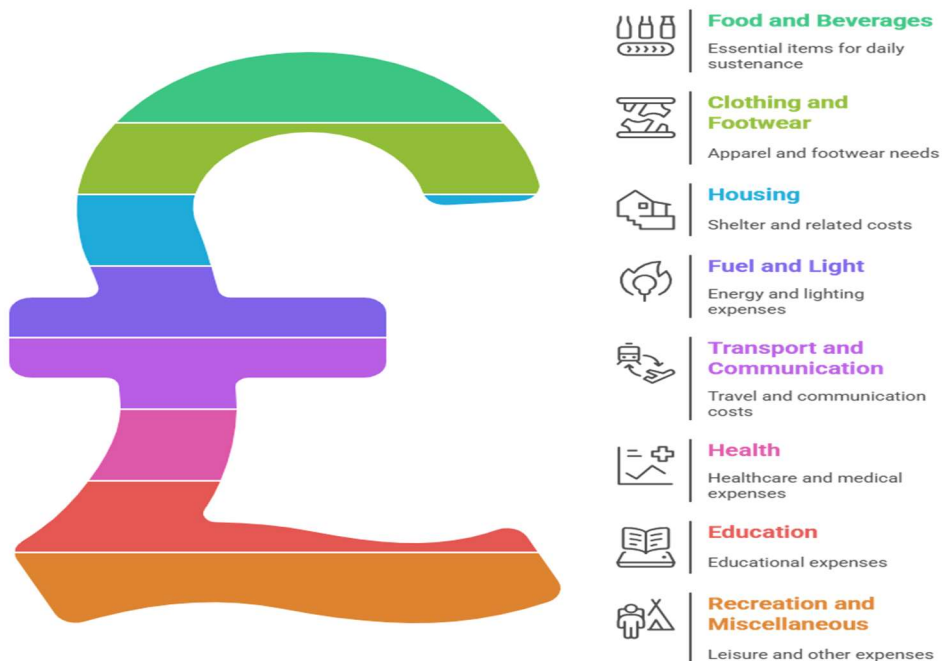 Food and Beverages
Essential items for daily
sustenance
Clothing and
Footwear
Apparel and footwear needs
Housing
Shelter and related costs
Fuel and Light
Energy and lighting
expenses
Transport and
Communication
Travel and communication
costs
Health
Healthcare and medical
expenses
Education
Educational expenses
Recreation and
Miscellaneous
Leisure and other expenses